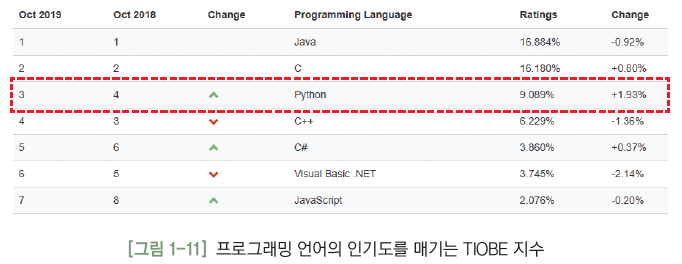 Oct 2019 Oct 2018 Change Programming Language Ratings Change
1 1 Java 16.884% -0.92%
2 2 C 16.180% +0.80%
3 4 Python 9.089% +1.93%
4 3 C++ 6.229% -1.36%
5 6 C# 3.860% +0.37%
6 5 Visual Basic .NET 3.745% -2.14%
7 8 JavaScript 2.076% -0.20%
[그림 1-11] 프로그래밍 언어의 인기도를 매기는 TIOBE 지수